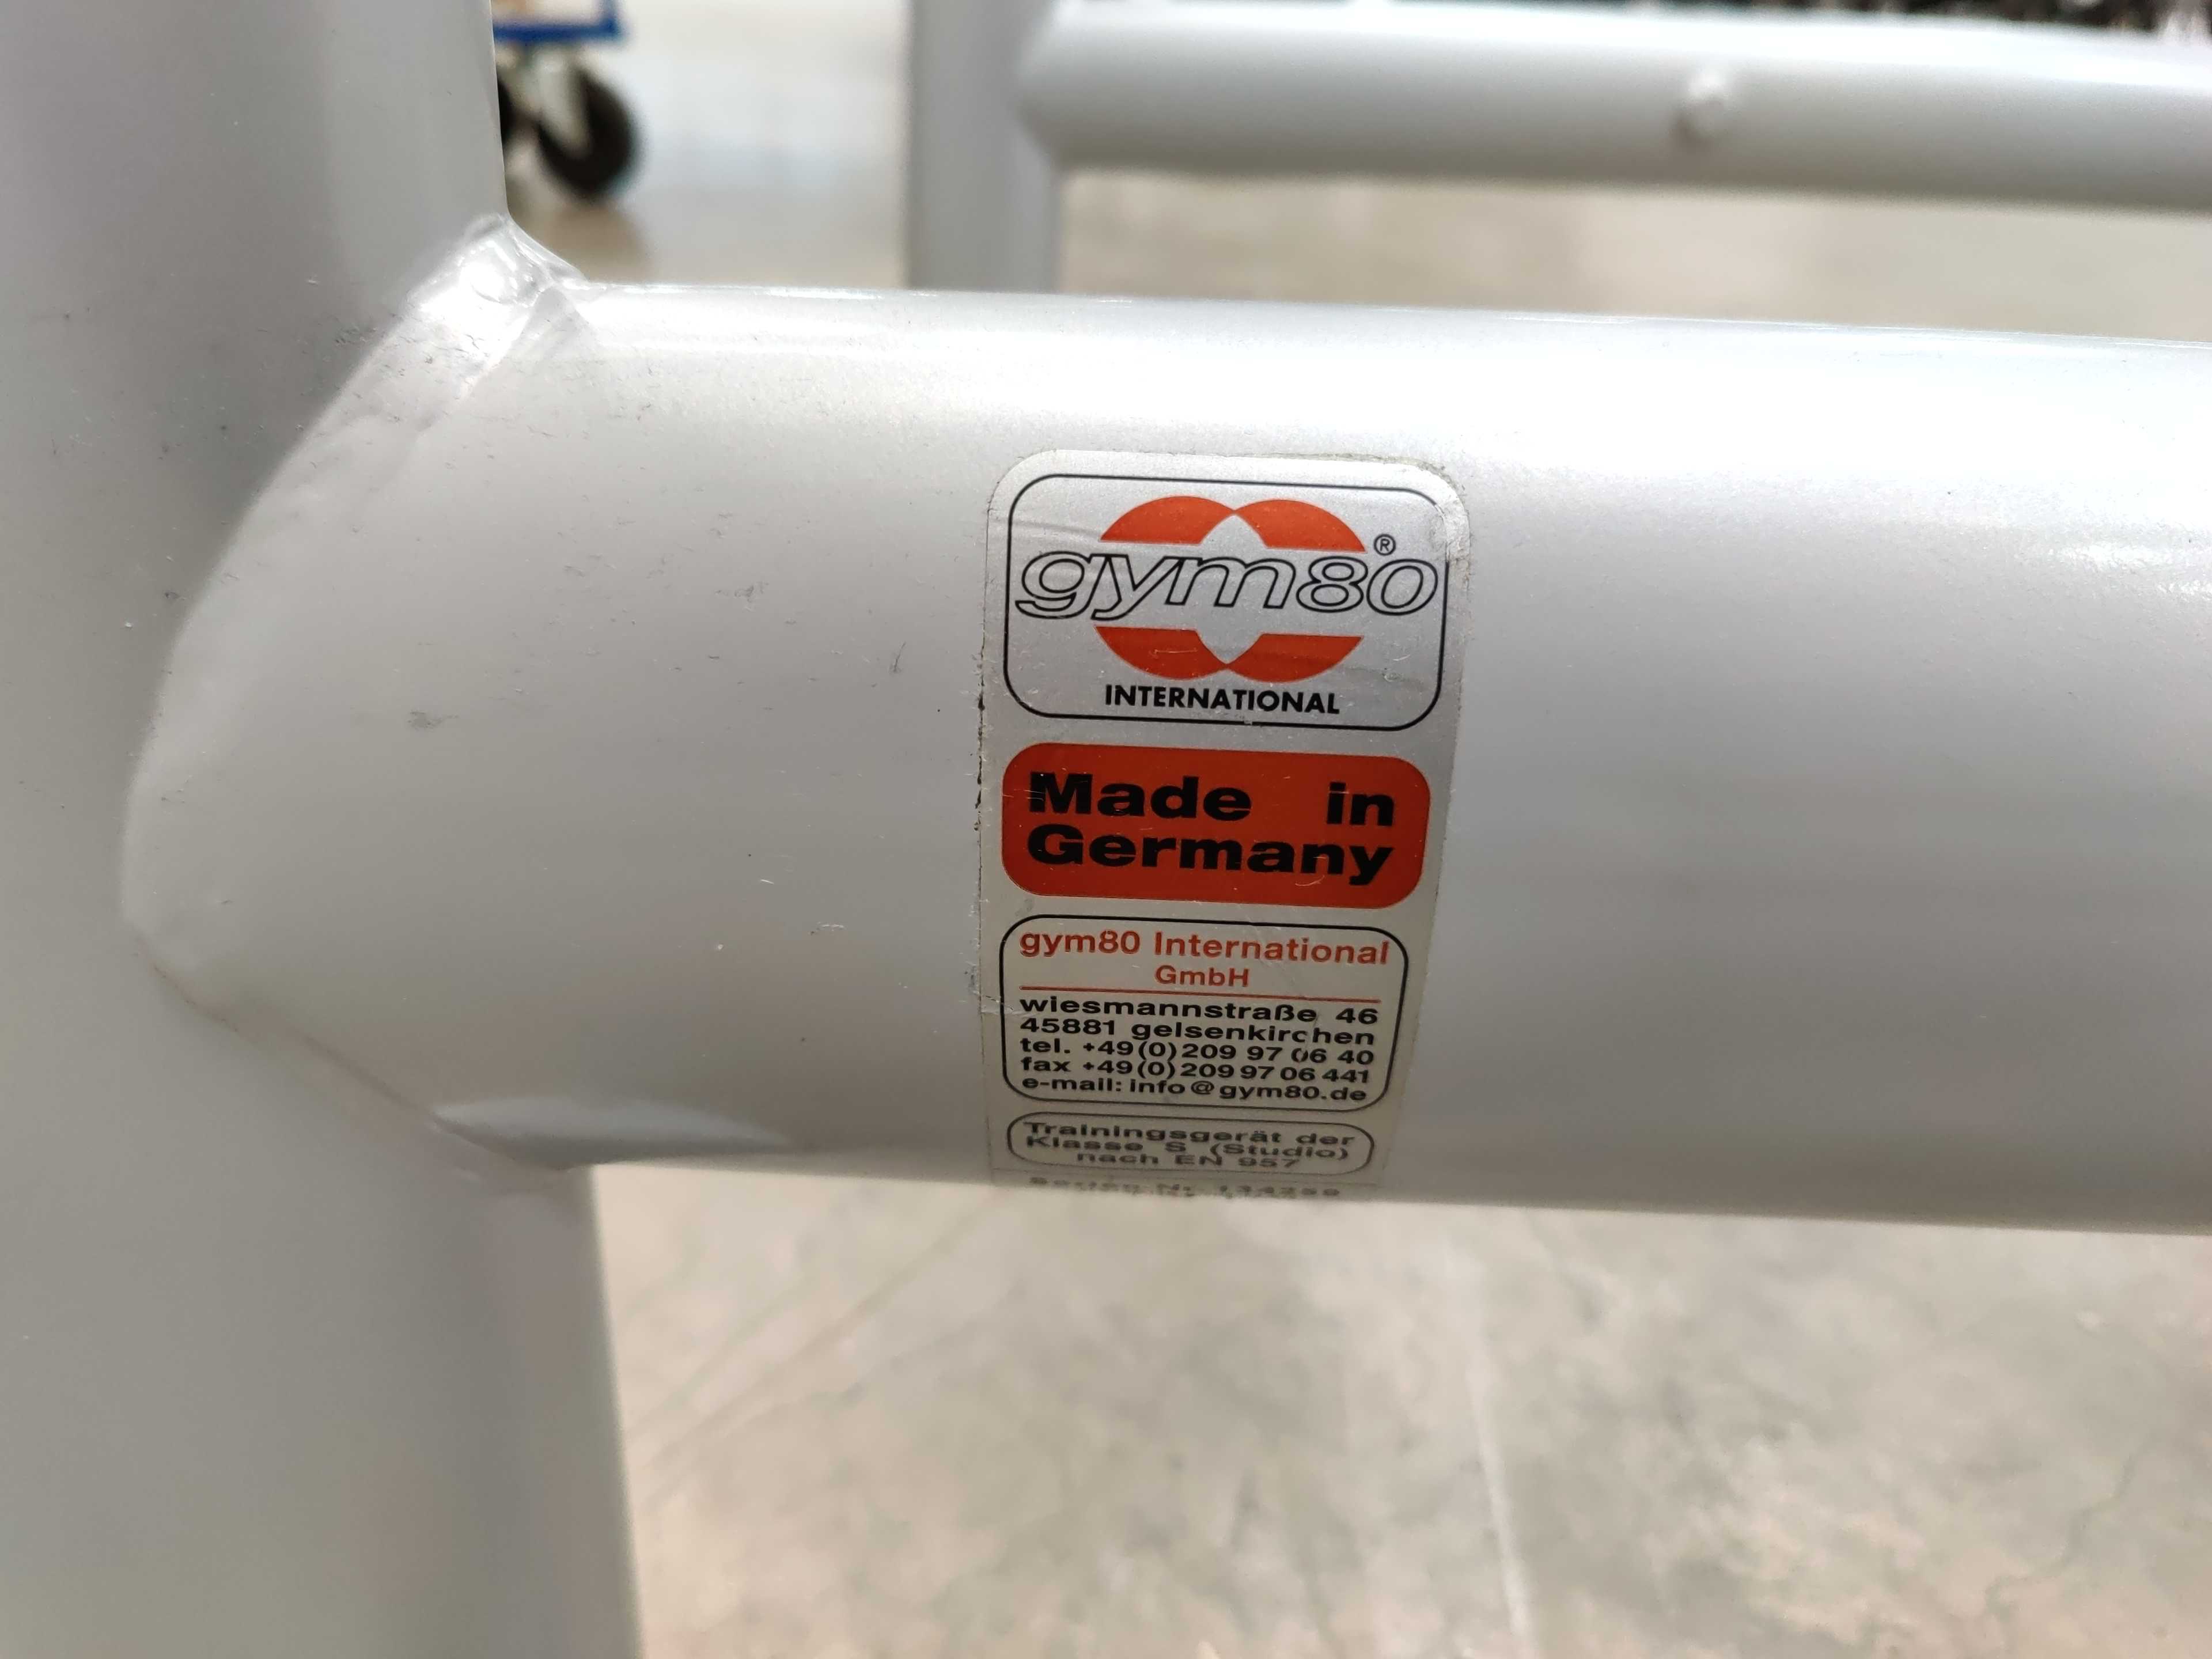 gym80®
INTERNATIONAL
Made in
Germany
gym80 International
GmbH
wiesmannstraße 46
45881 gelsenkirchen
tel. +49(0)209 97 06 40
fax +49(0)209 97 06 441
e-mail: info@gym80.de
Trainingsgerät der
Klasse S (Studio)
nach EN 957